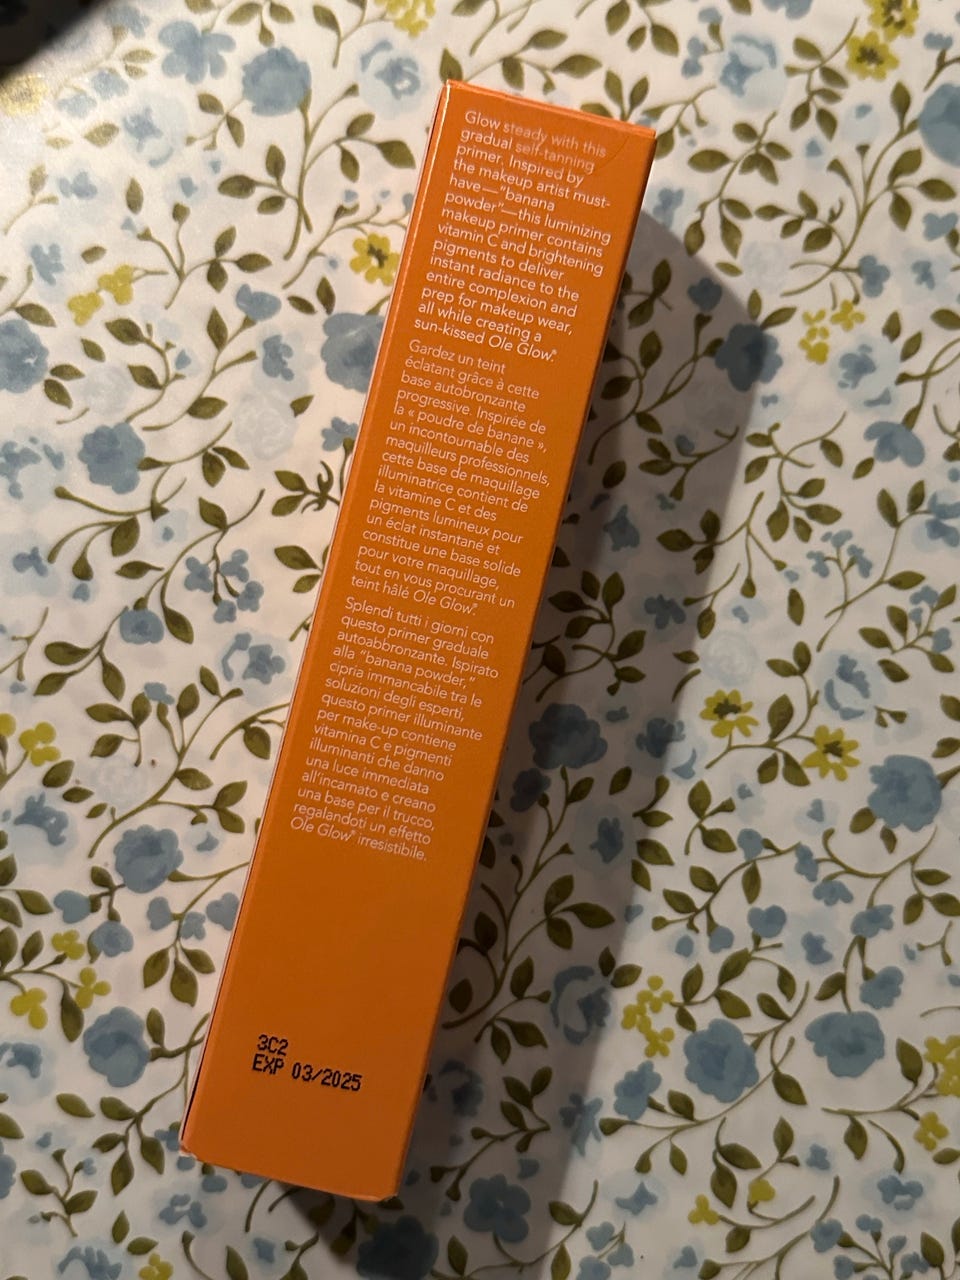 Glow steady with this
gradual self-tanning
primer. Inspired by
the makeup artist must-
have—"banana
powder"—this luminizing
makeup primer contains
vitamin C and brightening
pigments to deliver
instant radiance to the
entire complexion and
prep for makeup wear,
all while creating a
sun-kissed Ole Glow®.
Gardez un teint
éclatant grâce à cette
base autobronzante
progressive. Inspirée de
la « poudre de banane »,
un incontournable des
maquilleurs professionnels,
cette base de maquillage
illuminatrice contient de
la vitamine C et des
pigments lumineux pour
un éclat instantané et
constitue une base solide
pour votre maquillage,
tout en vous procurant un
teint hâlé Ole Glow®.
Splendi tutti i giorni con
questo primer graduale
autoabbronzante. Ispirato
alla "banana powder,"
cipria immancabile tra le
soluzioni degli esperti,
questo primer illuminante
per make-up contiene
vitamina C e pigmenti
illuminanti che danno
una luce immediata
all'incarnato e creano
una base per il trucco,
regalandoti un effetto
Ole Glow® irresistibile.
3C2
EXP 03/2025